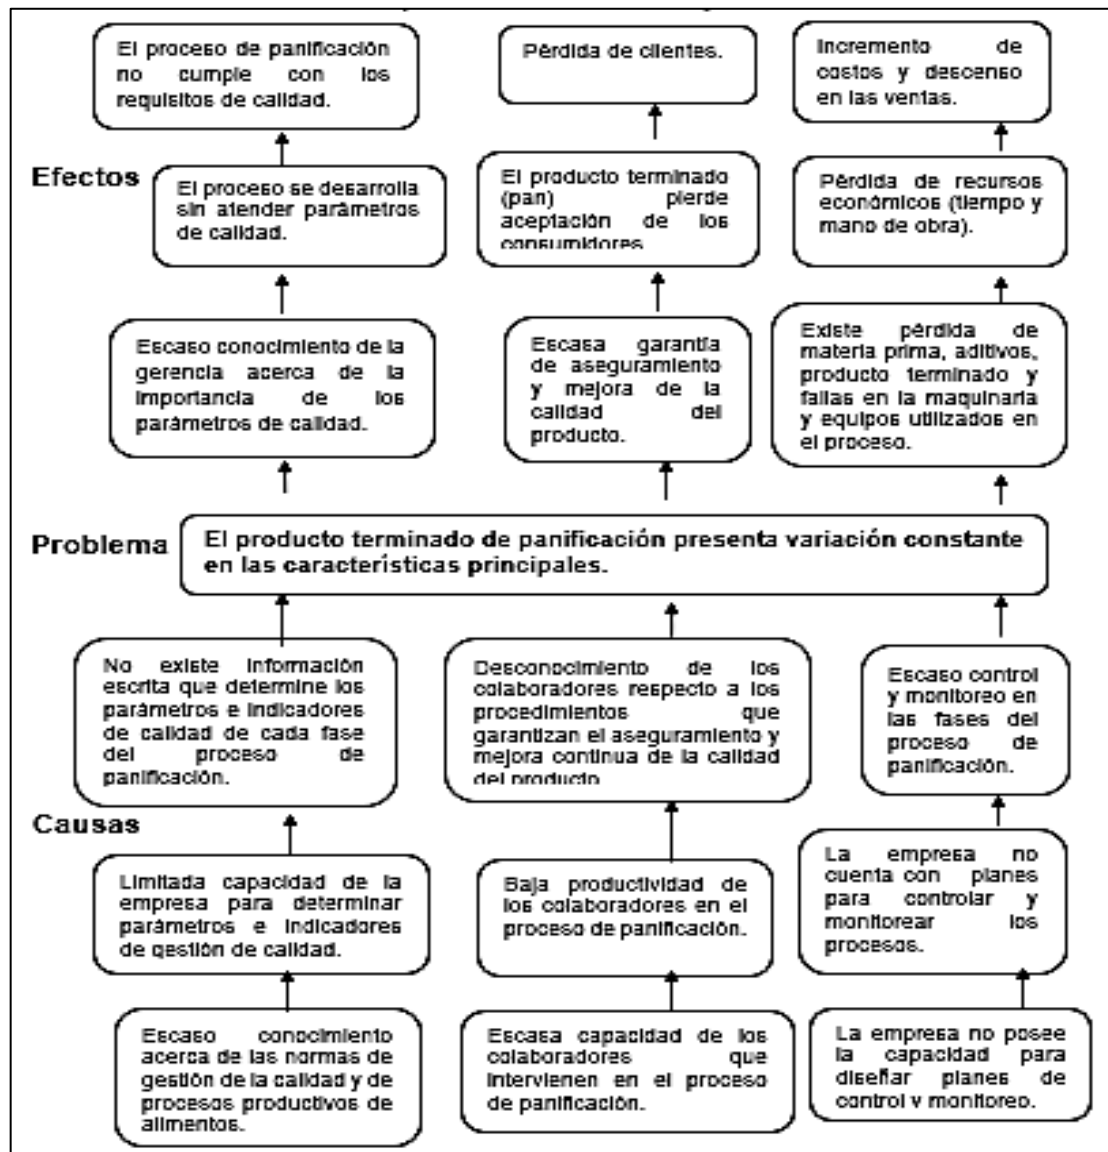 El proceso de panificación
no cumple con los
requisitos de calidad.
Pérdida de clientes.
Incremento de
costos y descenso
en las ventas.
Efectos
El proceso se desarrolla
sin atender parámetros
de calidad.
El producto terminado
(pan) pierde
aceptación de los
consumidores
Pérdida de recursos
económicos (tiempo y
mano de obra).
Escaso conocimiento de la
gerencia acerca de la
importancia de los
parámetros de calidad.
Escasa garantía
de aseguramiento
y mejora de la
calidad del
producto.
Existe pérdida de
materia prima, aditivos,
producto terminado y
fallas en la maquinaria
y equipos utilizados en
el proceso.
Problema
El producto terminado de panificación presenta variación constante
en las características principales.
No existe información
escrita que determine los
parámetros e indicadores
de calidad de cada fase
del proceso de
panificación.
Desconocimiento de los
colaboradores respecto a los
procedimientos que
garantizan el aseguramiento y
mejora continua de la calidad
del producto
Escaso control
y monitoreo en
las fases del
proceso de
panificación.
Causas
Limitada capacidad de la
empresa para determinar
parámetros e indicadores
de gestión de calidad.
Baja productividad de
los colaboradores en el
proceso de panificación.
La empresa no
cuenta con planes
para controlar y
monitorear los
procesos.
Escaso conocimiento
acerca de las normas de
gestión de la calidad y de
procesos productivos de
alimentos.
Escasa capacidad de los
colaboradores que
intervienen en el proceso
de panificación.
La empresa no posee
la capacidad para
diseñar planes de
control y monitoreo.